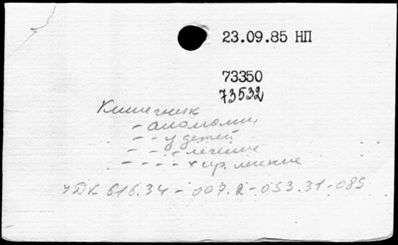 23.09.85 НП
73350
73532
Кишечник
- аномалии
- - у детей
- - - лечение
- - - - хир. лечение
УДК 616.34-007.2-053.31-089